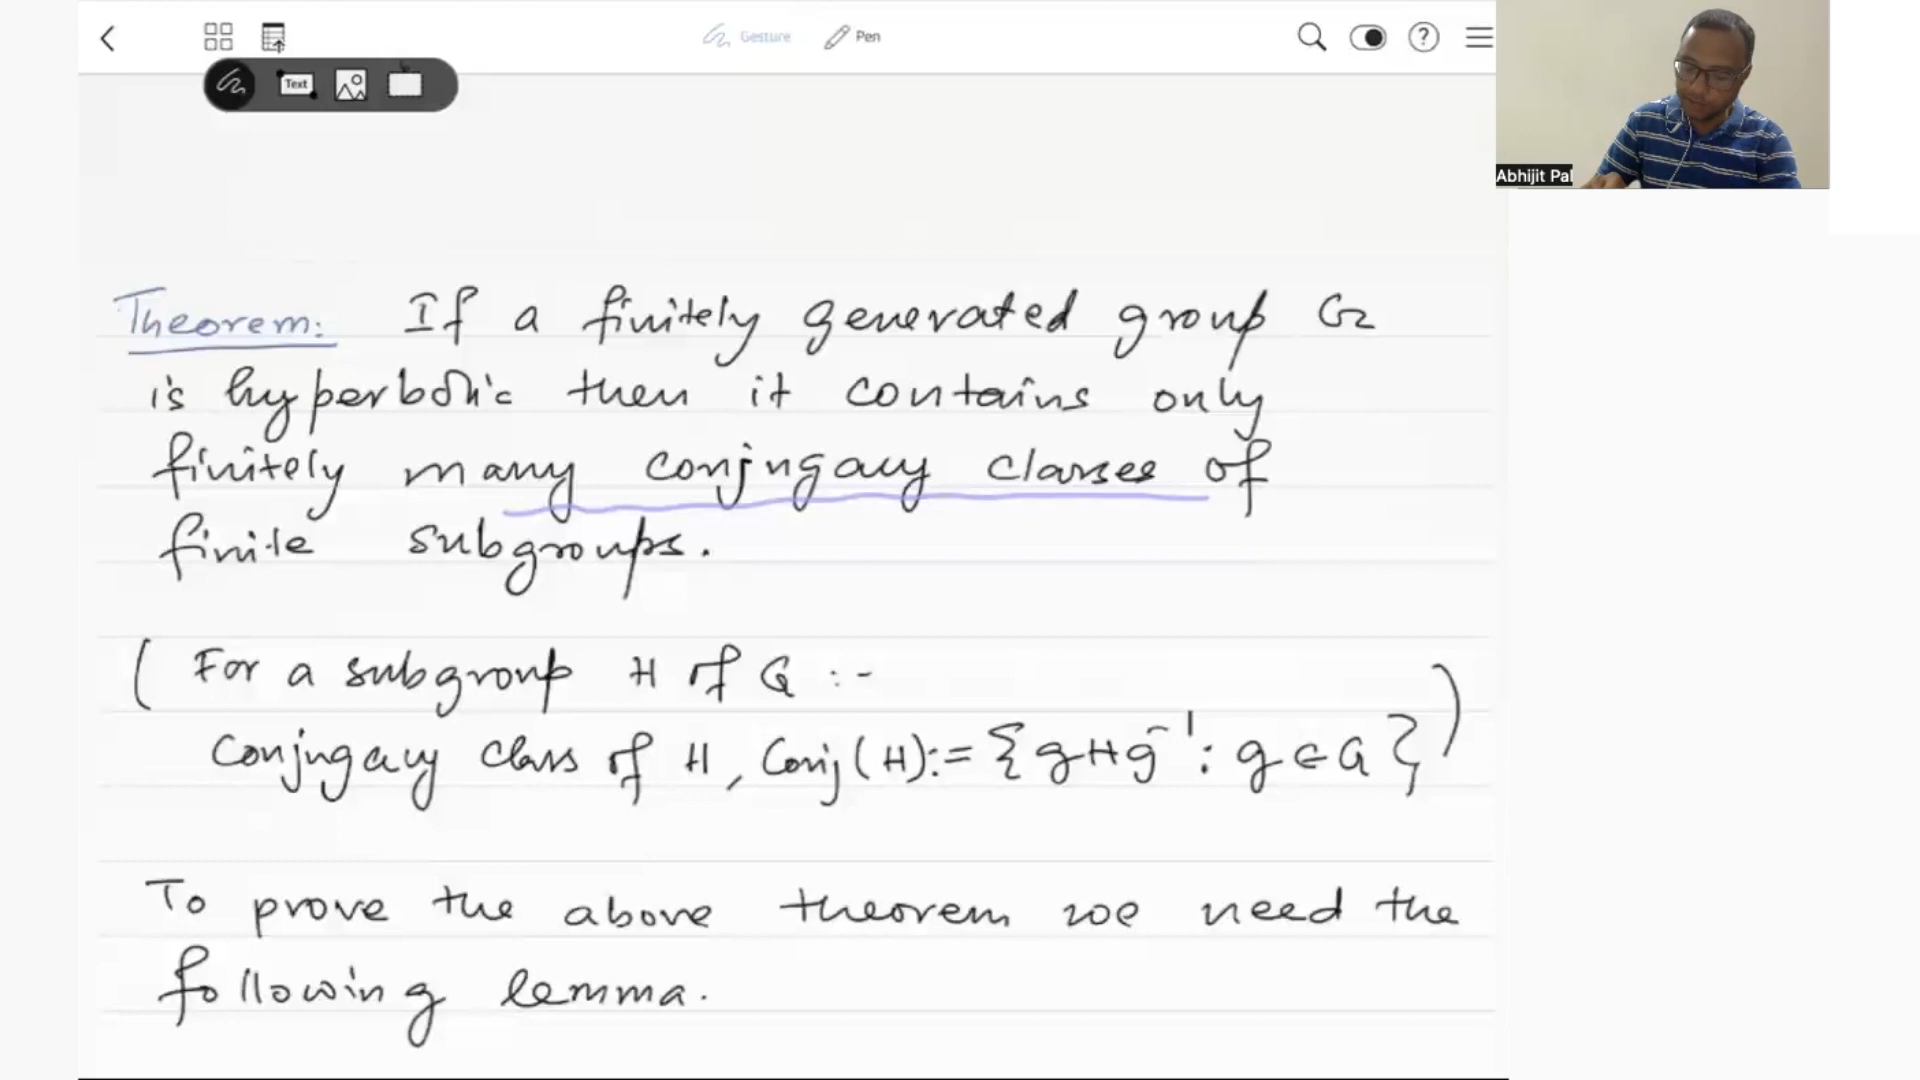 Gesture Pen
Text
Abhijit Pal
Theorem: If a finitely generated group G
is hyperbolic then it contains only
finitely many conjugacy classes of
finite subgroups.
( For a subgroup H of G :-
Conjugacy class of H, Conj(H):= {gHg⁻¹: g∈G})
To prove the above theorem we need the
following lemma.